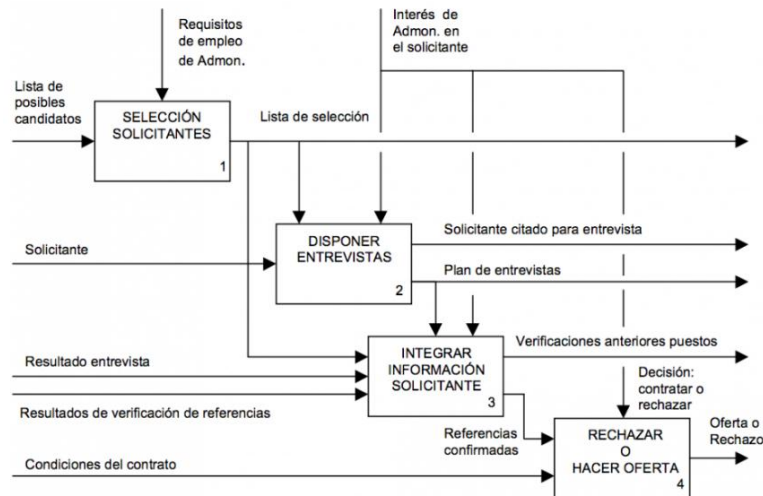 Requisitos
de empleo
de Admon.
Interés de
Admon. en
el solicitante
Lista de
posibles
candidatos
SELECCIÓN
SOLICITANTES
1
Lista de selección
Solicitante
DISPONER
ENTREVISTAS
2
Solicitante citado para entrevista
Plan de entrevistas
INTEGRAR
INFORMACIÓN
SOLICITANTE
3
Verificaciones anteriores puestos
Resultado entrevista
Resultados de verificación de referencias
Decisión:
contratar o
rechazar
Referencias
confirmadas
RECHAZAR
O
HACER OFERTA
4
Oferta o
Rechazo
Condiciones del contrato